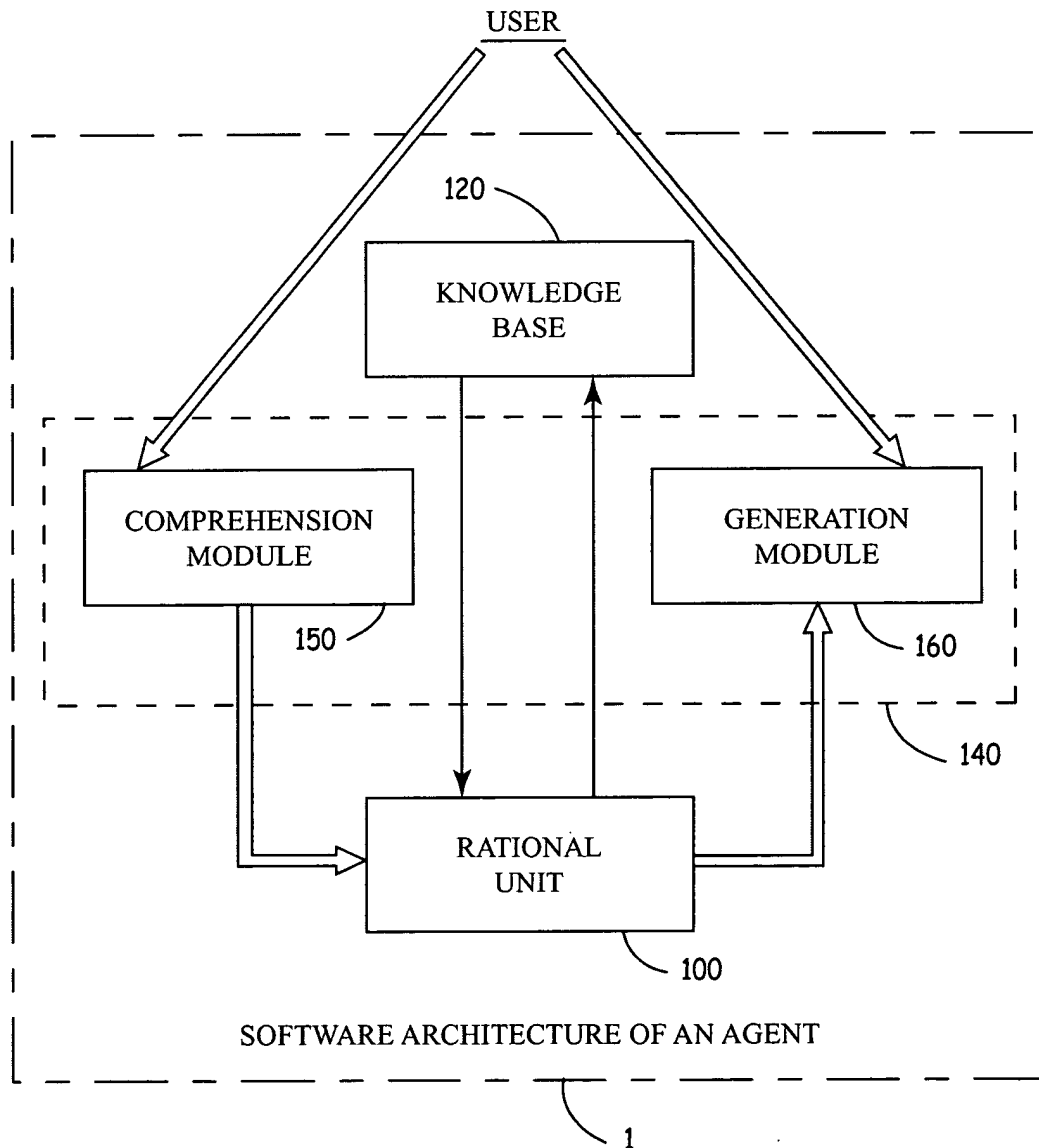 USER
120
KNOWLEDGE
BASE
COMPREHENSION
MODULE
150
GENERATION
MODULE
160
140
RATIONAL
UNIT
100
SOFTWARE ARCHITECTURE OF AN AGENT
1